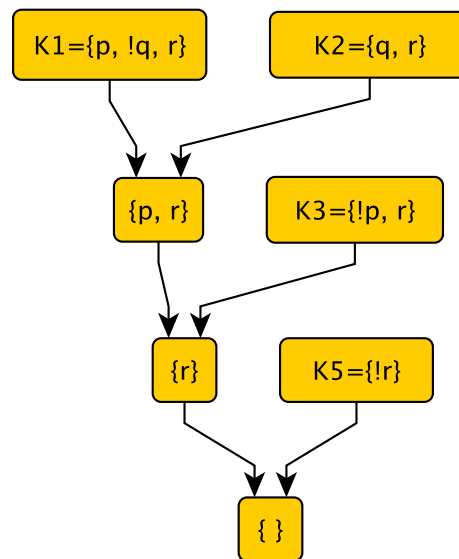 K1={p, !q, r}
K2={q, r}
{p, r}
K3={!p, r}
{r}
K5={!r}
{ }